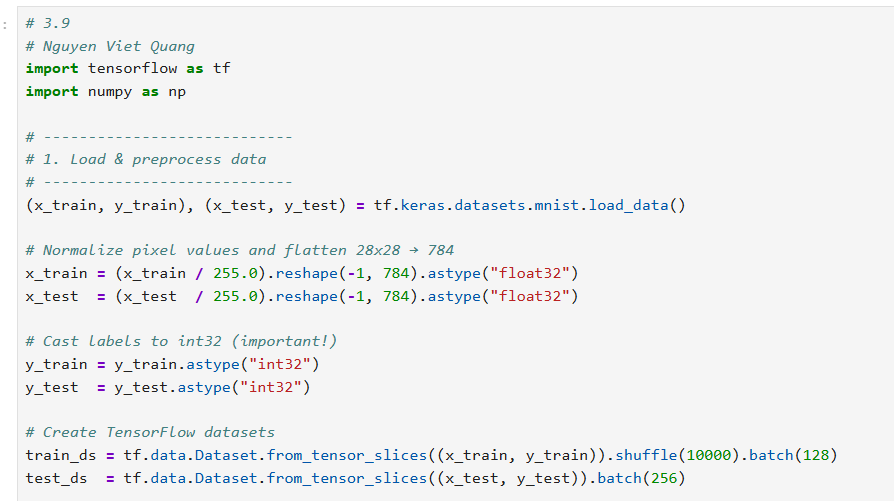 :
# 3.9
# Nguyen Viet Quang
import tensorflow as tf
import numpy as np
# ----------------------------
# 1. Load & preprocess data
# ----------------------------
(x_train, y_train), (x_test, y_test) = tf.keras.datasets.mnist.load_data()
# Normalize pixel values and flatten 28x28 → 784
x_train = (x_train / 255.0).reshape(-1, 784).astype("float32")
x_test  = (x_test  / 255.0).reshape(-1, 784).astype("float32")
# Cast labels to int32 (important!)
y_train = y_train.astype("int32")
y_test  = y_test.astype("int32")
# Create TensorFlow datasets
train_ds = tf.data.Dataset.from_tensor_slices((x_train, y_train)).shuffle(10000).batch(128)
test_ds  = tf.data.Dataset.from_tensor_slices((x_test, y_test)).batch(256)